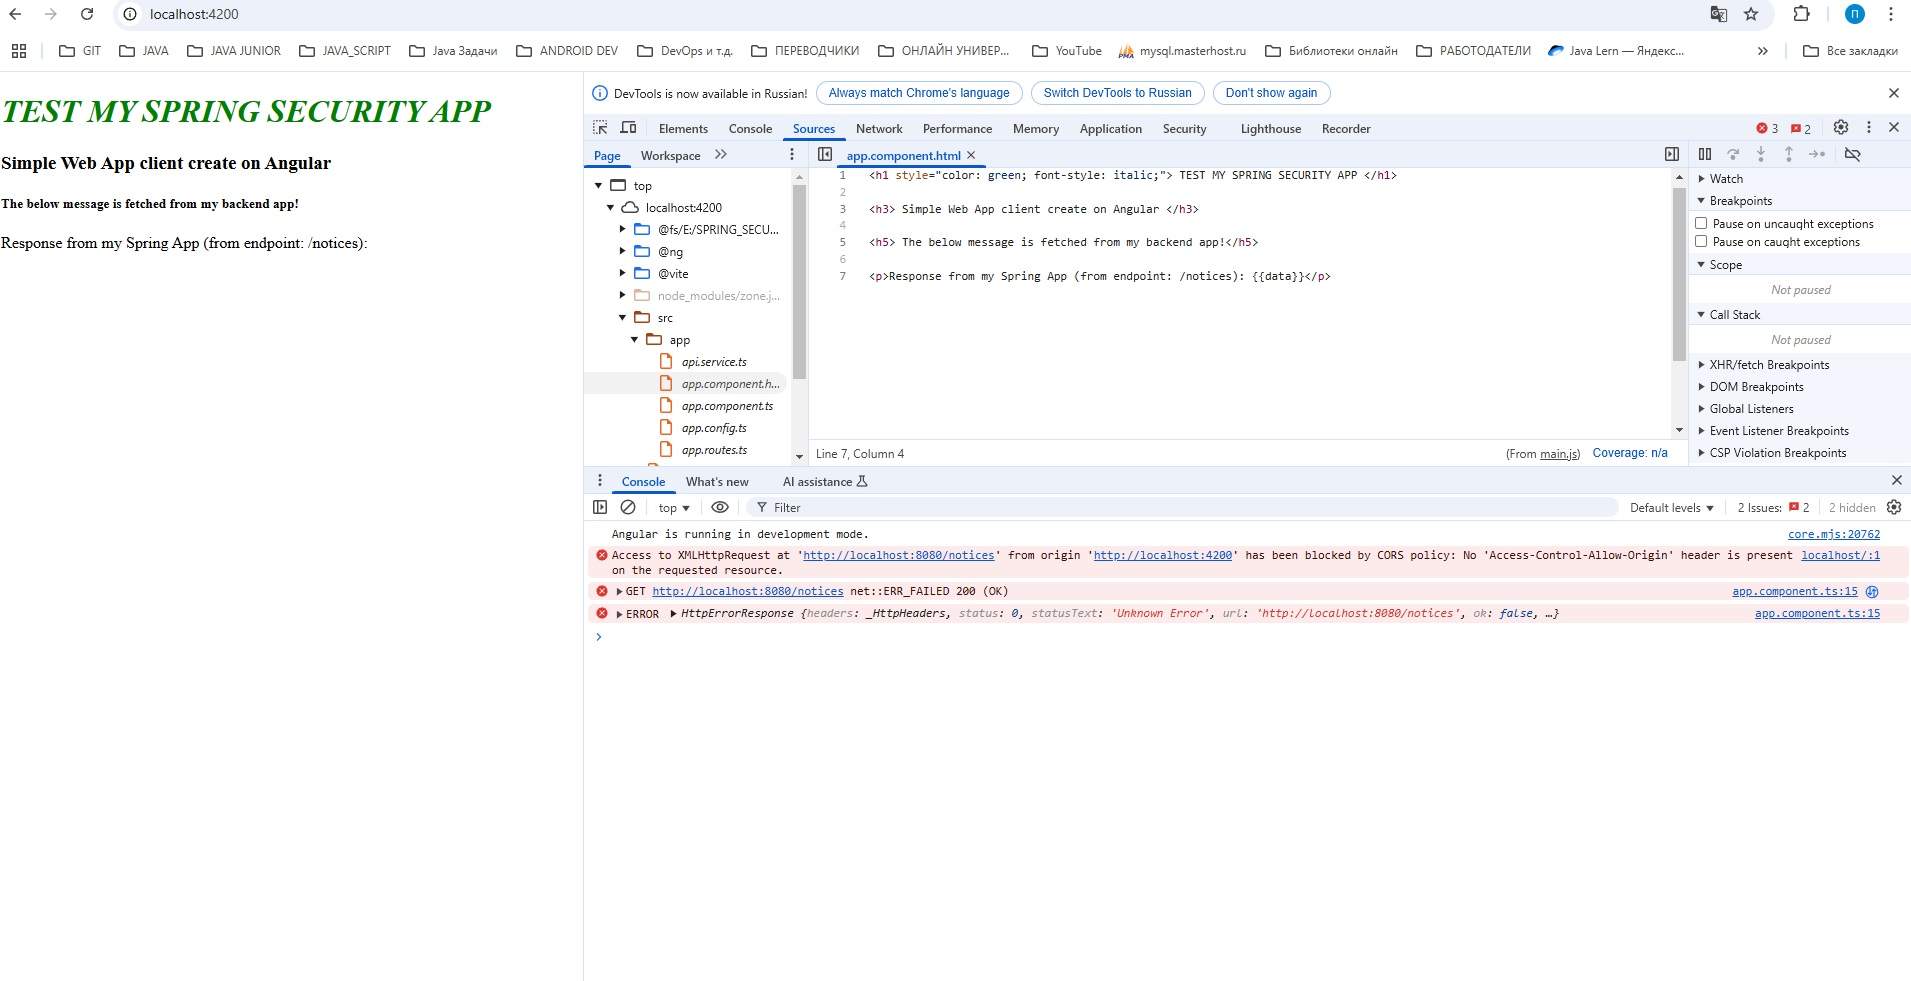 localhost:4200
GIT
JAVA
JAVA JUNIOR
JAVA_SCRIPT
Java Задачи
ANDROID DEV
DevOps и т.д.
ПЕРЕВОДЧИКИ
ОНЛАЙН УНИВЕР...
YouTube
mysql.masterhost.ru
Библиотеки онлайн
РАБОТОДАТЕЛИ
Java Lern — Яндекс...
»
Все закладки
TEST MY SPRING SECURITY APP
Simple Web App client create on Angular
The below message is fetched from my backend app!
Response from my Spring App (from endpoint: /notices):
DevTools is now available in Russian!
Always match Chrome's language
Switch DevTools to Russian
Don't show again
Elements
Console
Sources
Network
Performance
Memory
Application
Security
Lighthouse
Recorder
3
2
Page
Workspace
top
localhost:4200
@fs/E:/SPRING_SECU...
@ng
@vite
node_modules/zone.j...
src
app
api.service.ts
app.component.h...
app.component.ts
app.config.ts
app.routes.ts
app.component.html
1 <h1 style="color: green; font-style: italic;"> TEST MY SPRING SECURITY APP </h1>
2
3 <h3> Simple Web App client create on Angular </h3>
4
5 <h5> The below message is fetched from my backend app!</h5>
6
7 <p>Response from my Spring App (from endpoint: /notices): {{data}}</p>
Line 7, Column 4
(From main.js)
Coverage: n/a
Watch
Breakpoints
Pause on uncaught exceptions
Pause on caught exceptions
Scope
Not paused
Call Stack
Not paused
XHR/fetch Breakpoints
DOM Breakpoints
Global Listeners
Event Listener Breakpoints
CSP Violation Breakpoints
Console
What's new
AI assistance
top
Filter
Default levels
2 Issues: 2
2 hidden
Angular is running in development mode. core.mjs:20762
Access to XMLHttpRequest at 'http://localhost:8080/notices' from origin 'http://localhost:4200' has been blocked by CORS policy: No 'Access-Control-Allow-Origin' header is present localhost/:1
on the requested resource.
GET http://localhost:8080/notices net::ERR_FAILED 200 (OK) app.component.ts:15
ERROR HttpErrorResponse {headers: _HttpHeaders, status: 0, statusText: 'Unknown Error', url: 'http://localhost:8080/notices', ok: false, …} app.component.ts:15